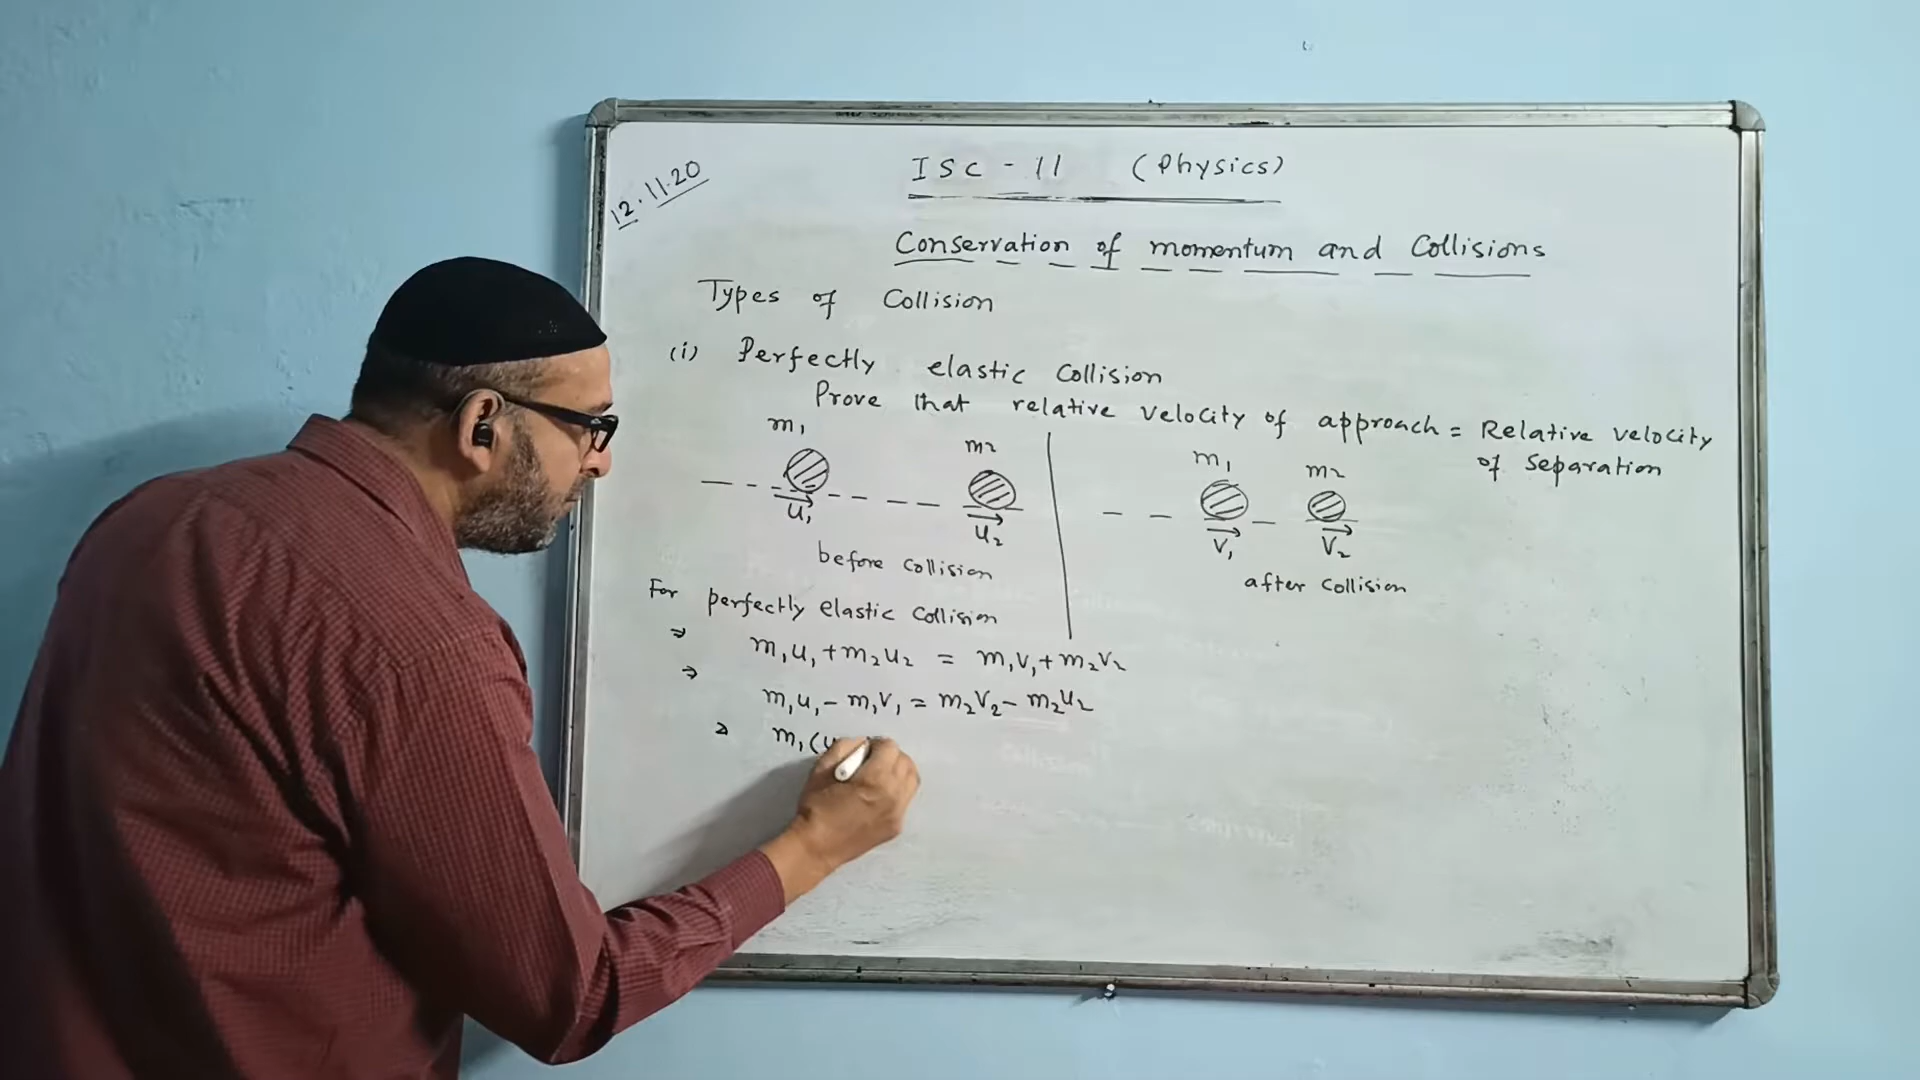 12.11.20
ISC - 11 (Physics)
Conservation of momentum and Collisions
Types of Collision
(i) Perfectly elastic Collision
Prove that relative velocity of approach = Relative velocity
of Separation
m₁ m₂ m₁ m₂
u₁ u₂ v₁ v₂
before collision
after collision
For perfectly elastic collision
⇒ m₁u₁ + m₂u₂ = m₁v₁ + m₂v₂
⇒ m₁u₁ - m₁v₁ = m₂v₂ - m₂u₂
⇒ m₁(u